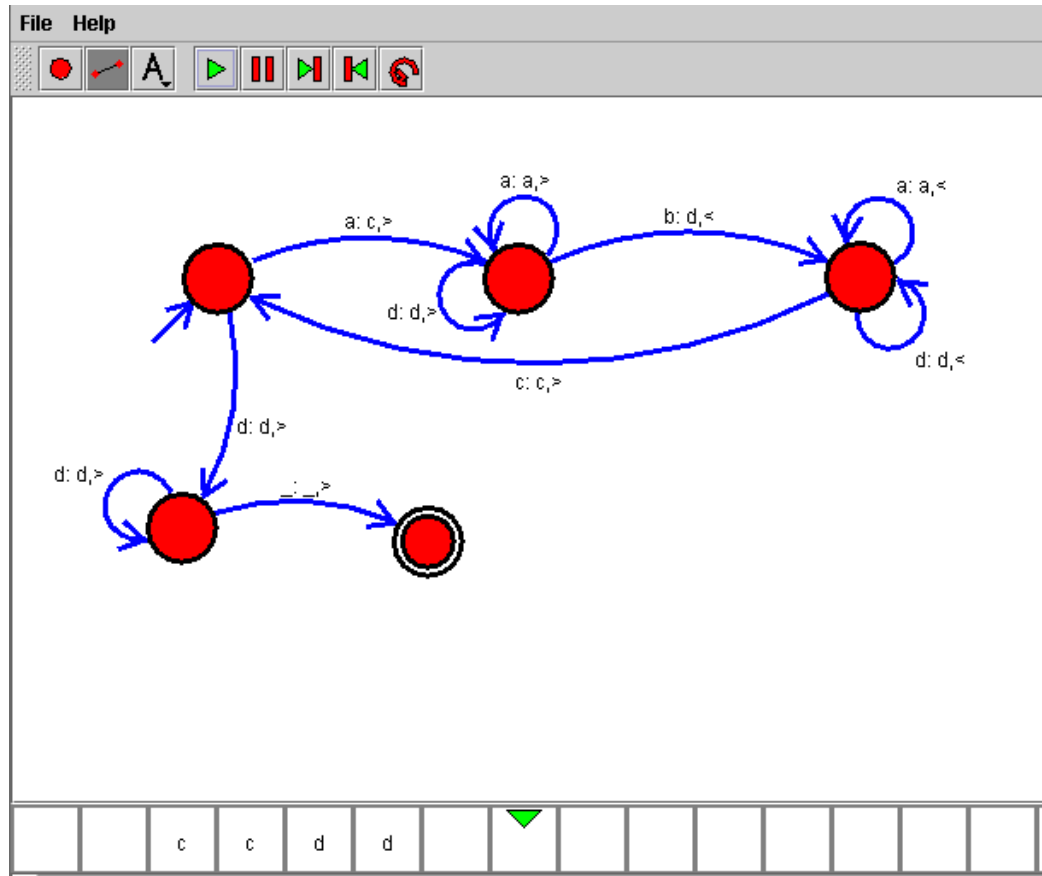 File Help
A
a: a,>
a: a,<
a: c,>
b: d,<
d: d,>
d: d,<
c: c,>
d: d,>
d: d,>
_: _,>
c c d d